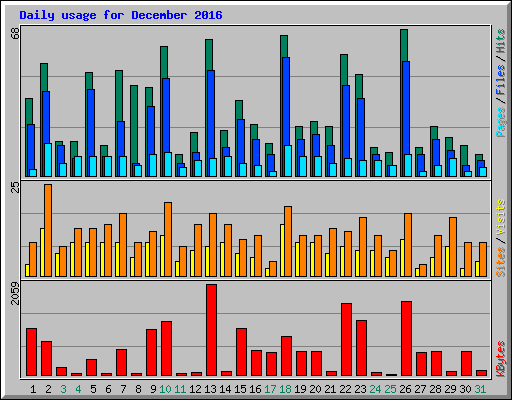 Daily usage for December 2016
68
Pages / Files / Hits
25
Sites / Visits
2059
KBytes
1 2 3 4 5 6 7 8 9 10 11 12 13 14 15 16 17 18 19 20 21 22 23 24 25 26 27 28 29 30 31